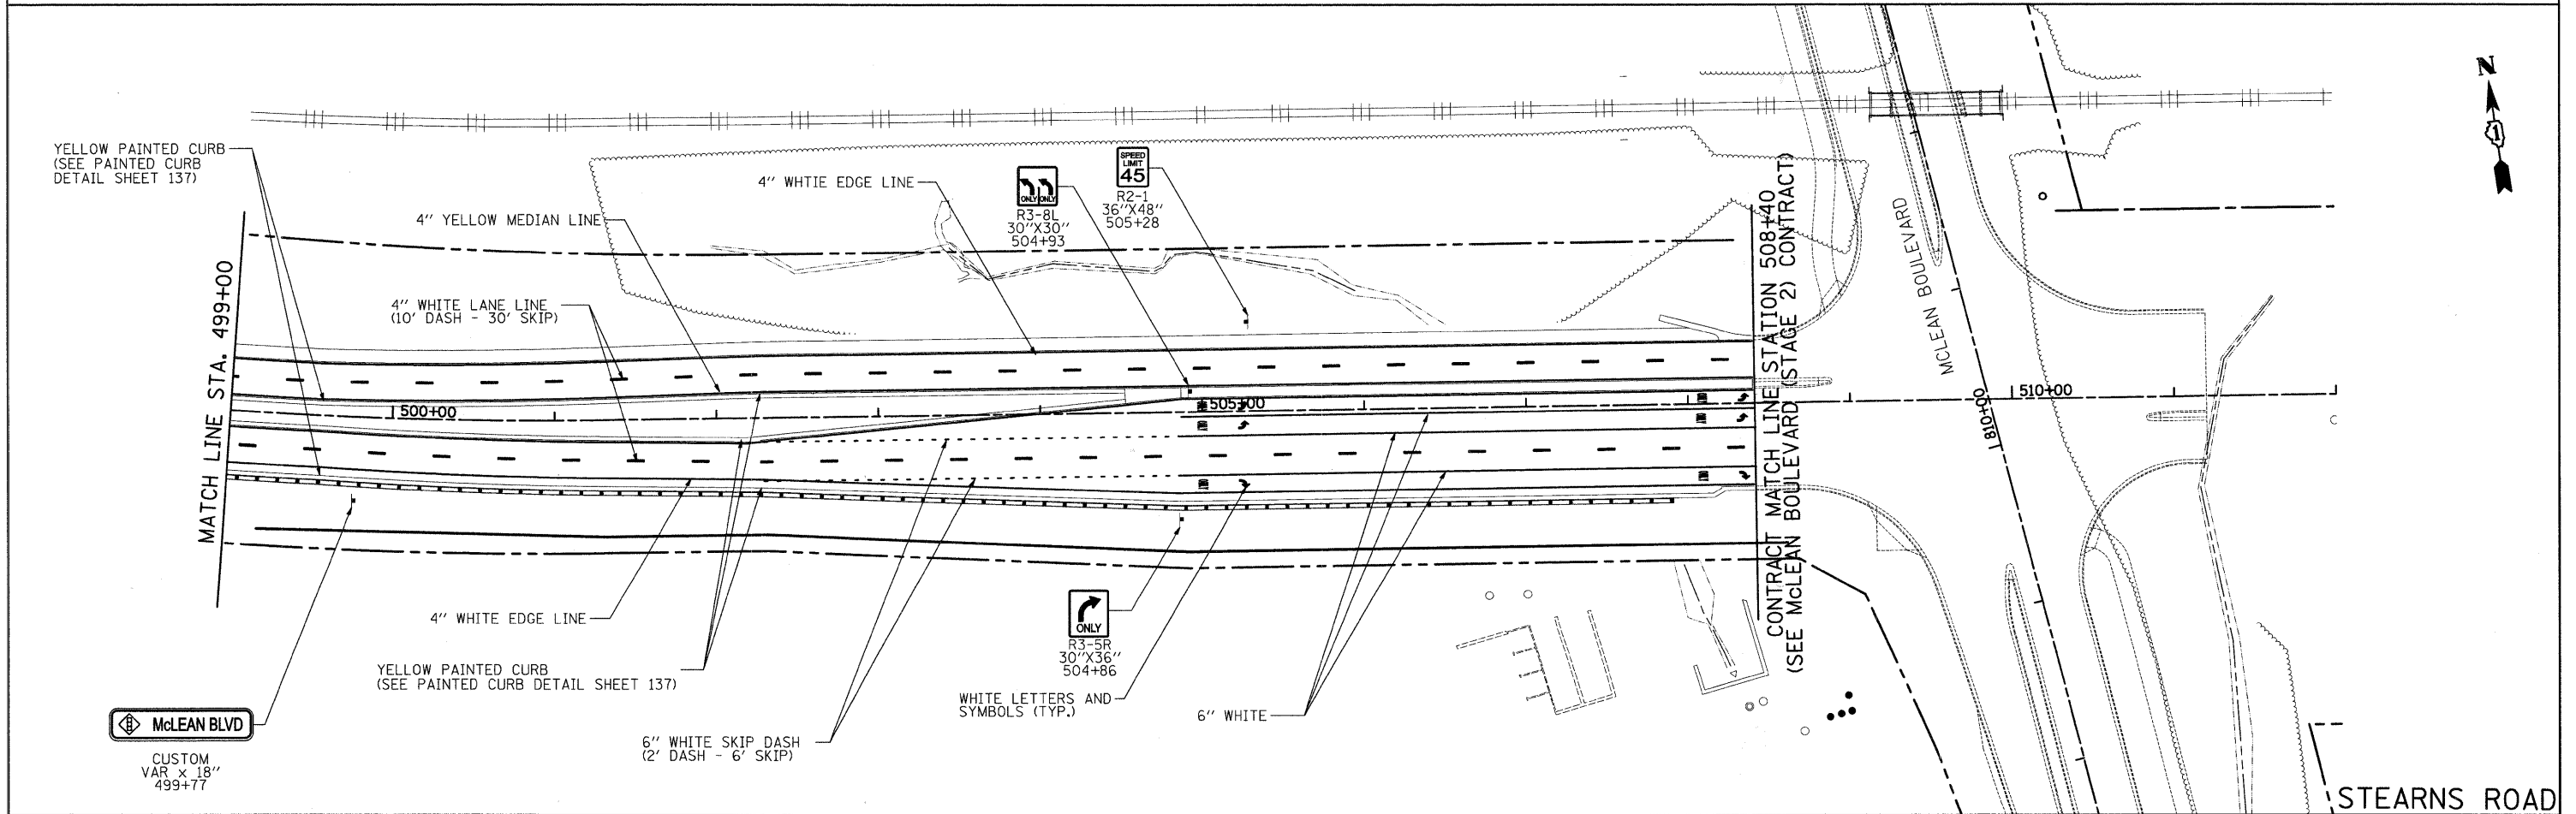 YELLOW PAINTED CURB
(SEE PAINTED CURB
DETAIL SHEET 137)
4" YELLOW MEDIAN LINE
4" WHITE LANE LINE
(10' DASH - 30' SKIP)
4" WHTIE EDGE LINE
ONLY ONLY
R3-8L
30"X30"
504+93
SPEED
LIMIT
45
R2-1
36"X48"
505+28
N
1
MATCH LINE STA. 499+00
500+00
505+00
510+00
810+00
MCLEAN BOULEVARD
CONTRACT MATCH LINE STATION 508+40
(SEE McLEAN BOULEVARD (STAGE 2) CONTRACT)
4" WHITE EDGE LINE
YELLOW PAINTED CURB
(SEE PAINTED CURB DETAIL SHEET 137)
McLEAN BLVD
CUSTOM
VAR x 18"
499+77
6" WHITE SKIP DASH
(2' DASH - 6' SKIP)
ONLY
R3-5R
30"X36"
504+86
WHITE LETTERS AND
SYMBOLS (TYP.)
6" WHITE
STEARNS ROAD